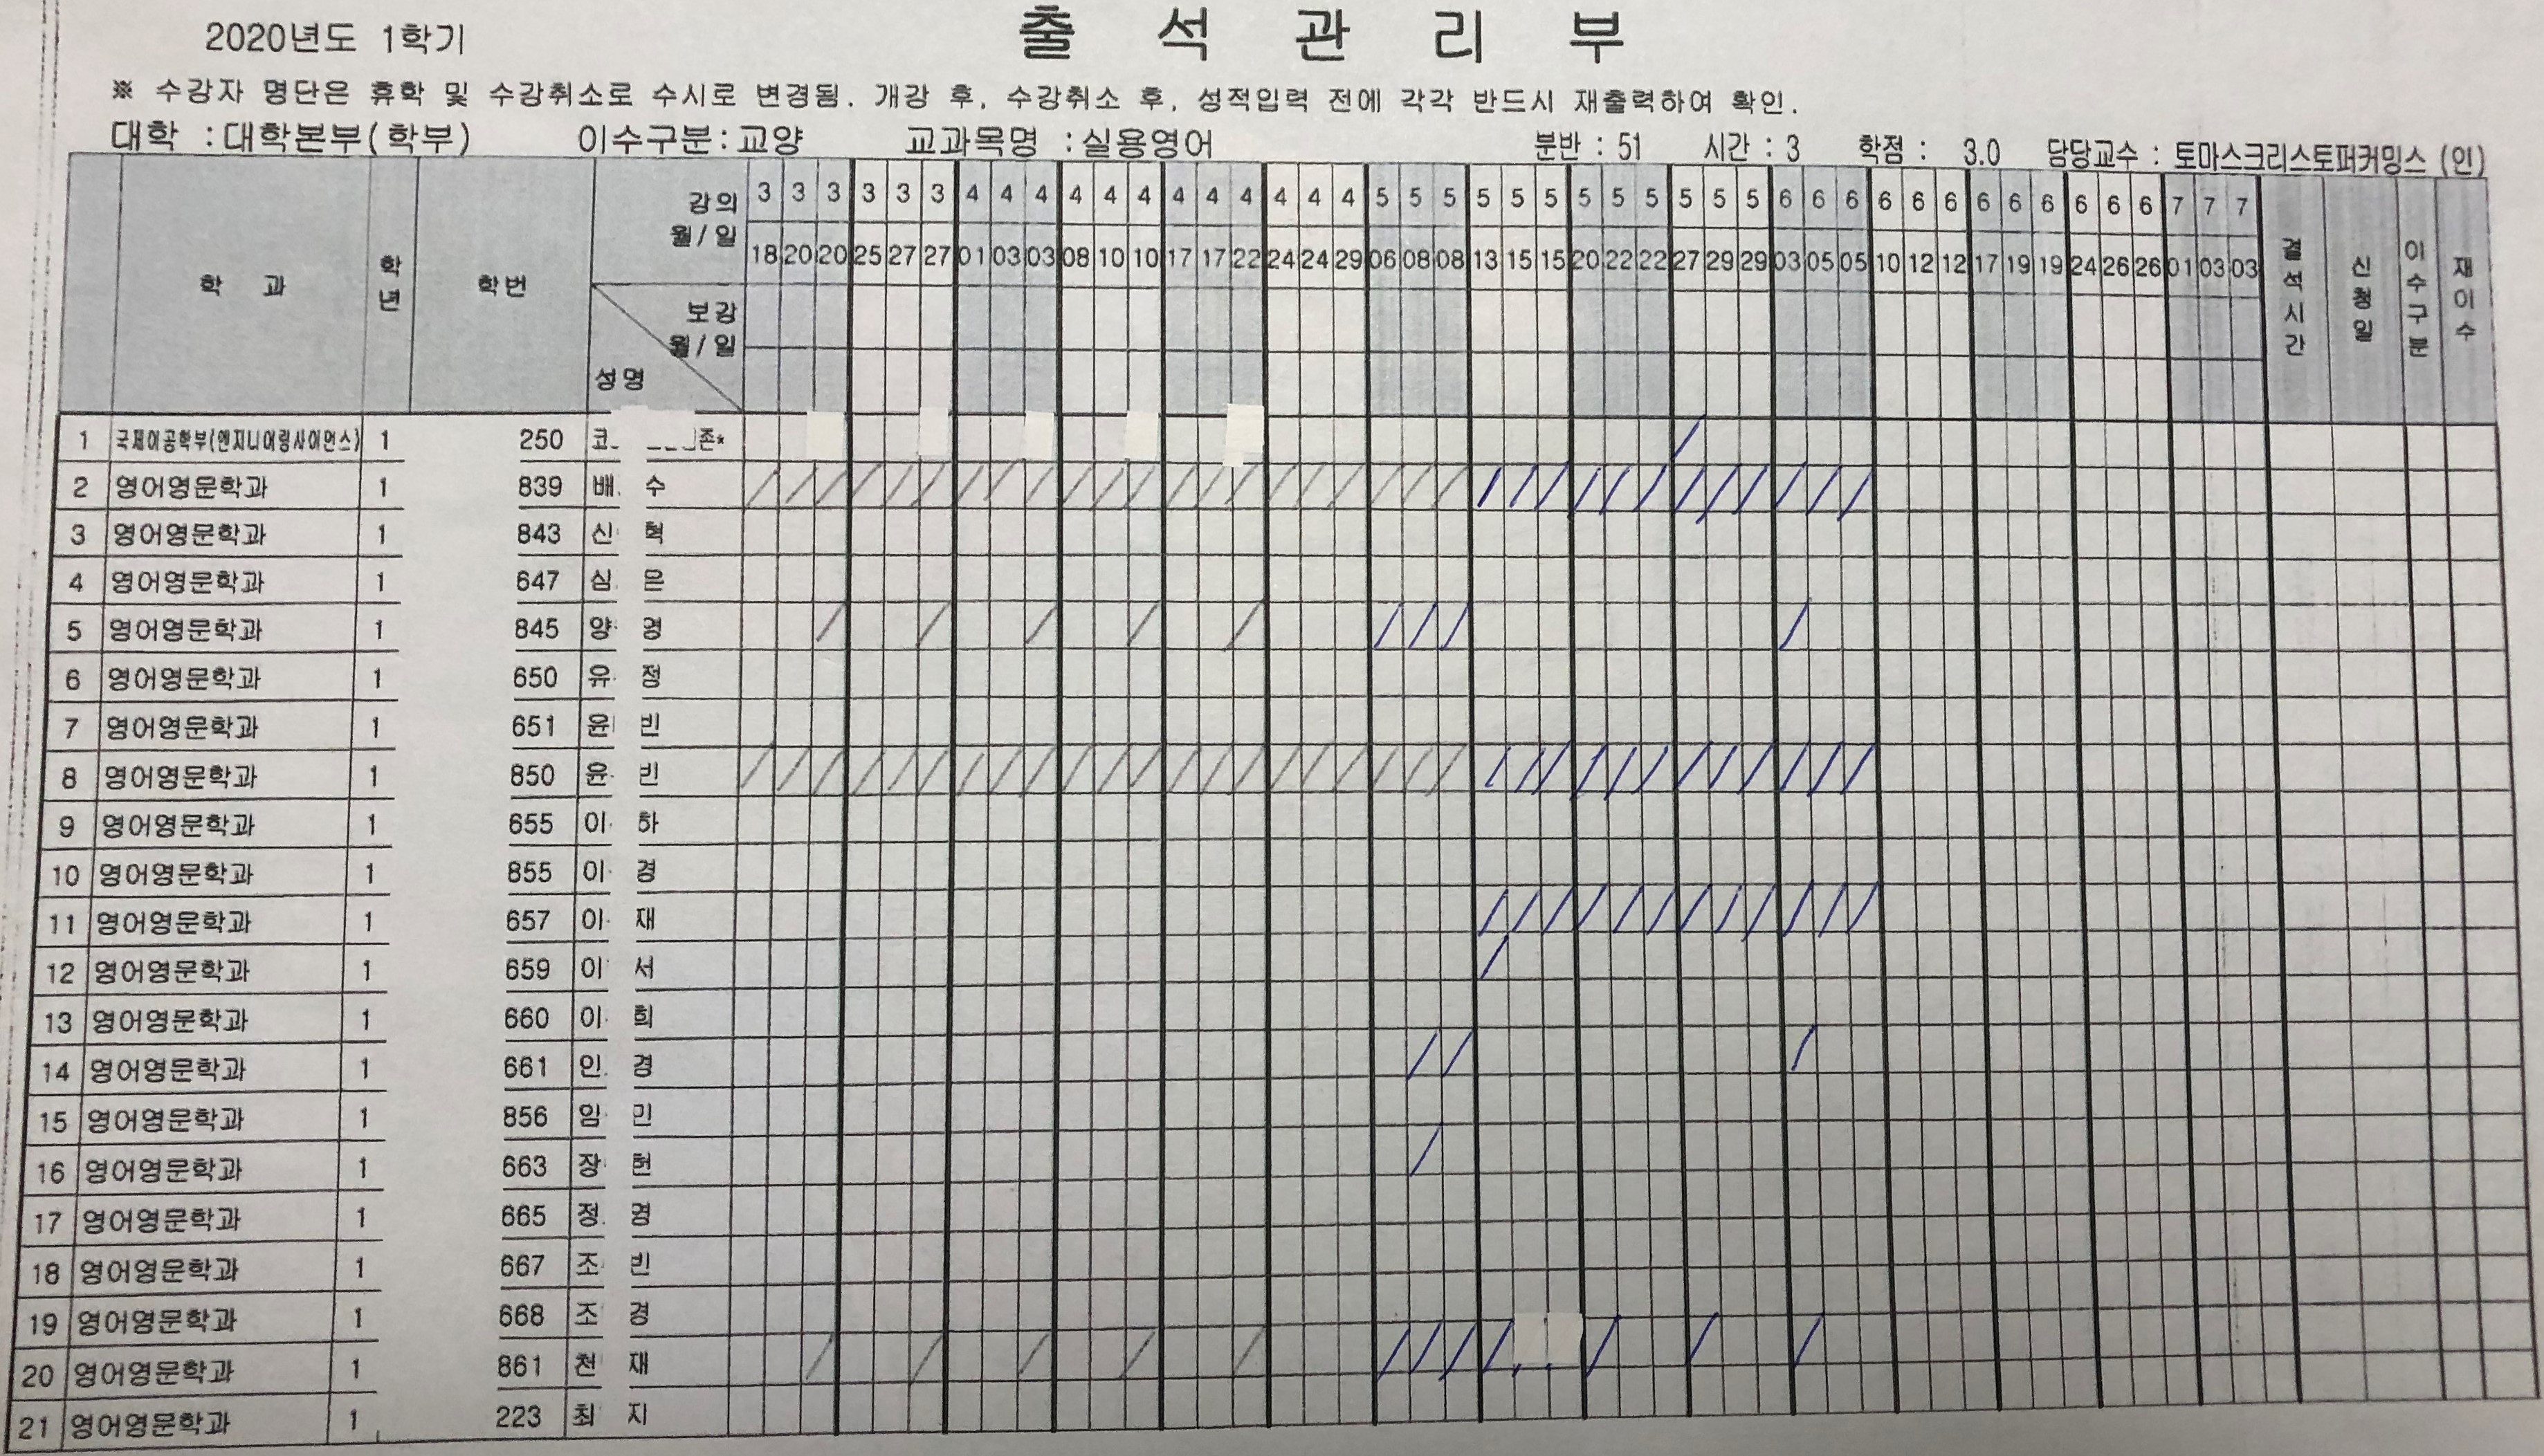 2020년도 1학기
출 석 관 리 부
※ 수강자 명단은 휴학 및 수강취소로 수시로 변경됨. 개강 후, 수강취소 후, 성적입력 전에 각각 반드시 재출력하여 확인.
대학 :대학본부(학부) 이수구분:교양 교과목명 :실용영어 분반 : 51 시간 : 3 학점 : 3.0 담당교수 : 토마스크리스토퍼커밍스 (인)
학 과 학년 학번 강의 월/일 보강 월/일 성명 결석시간 신청일 이수구분 재이수
3 3 3 3 3 3 4 4 4 4 4 4 4 4 4 4 4 4 5 5 5 5 5 5 5 5 5 5 5 5 6 6 6 6 6 6 6 6 6 6 6 6 7 7 7
18 20 20 25 27 27 01 03 03 08 10 10 17 17 22 24 24 29 06 08 08 13 15 15 20 22 22 27 29 29 03 05 05 10 12 12 17 19 19 24 26 26 01 03 03
1 국제이공학부(엔지니어링사이언스) 1 250 코 존*
2 영어영문학과 1 839 배 수
3 영어영문학과 1 843 신 혁
4 영어영문학과 1 647 심 은
5 영어영문학과 1 845 양 영
6 영어영문학과 1 650 유 정
7 영어영문학과 1 651 윤 빈
8 영어영문학과 1 850 윤 빈
9 영어영문학과 1 655 이 하
10 영어영문학과 1 855 이 경
11 영어영문학과 1 657 이 재
12 영어영문학과 1 659 이 서
13 영어영문학과 1 660 이 희
14 영어영문학과 1 661 인 경
15 영어영문학과 1 856 임 민
16 영어영문학과 1 663 장 현
17 영어영문학과 1 665 정 영
18 영어영문학과 1 667 조 빈
19 영어영문학과 1 668 조 경
20 영어영문학과 1 861 천 재
21 영어영문학과 1 223 최 지